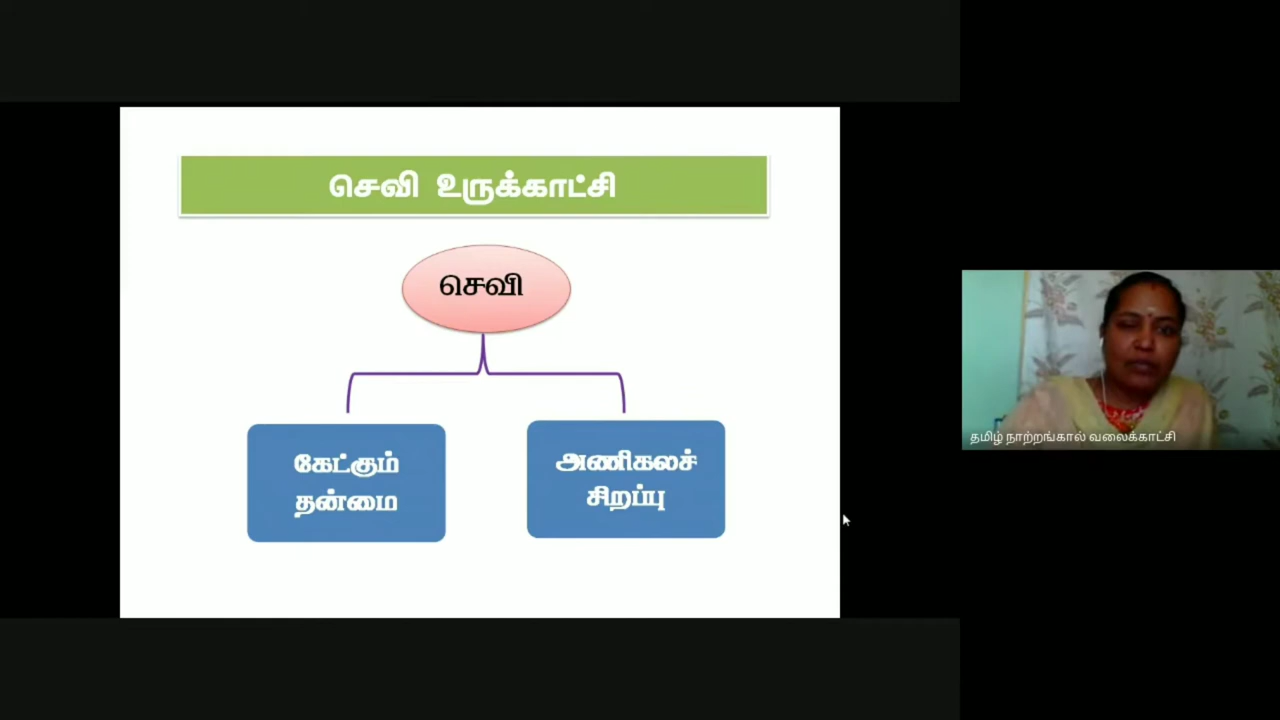 செவி உருக்காட்சி
செவி
கேட்கும்
தன்மை
அணிகலச்
சிறப்பு
தமிழ் நாற்றங்கால் வலைக்காட்சி